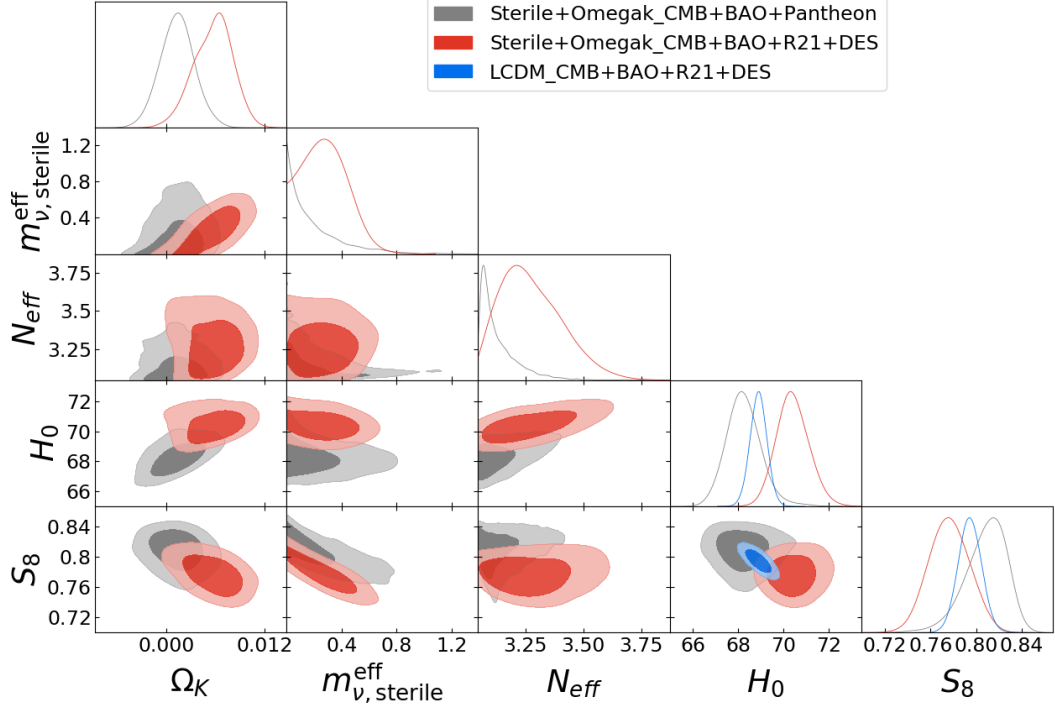 Sterile+Omegak_CMB+BAO+Pantheon
Sterile+Omegak_CMB+BAO+R21+DES
LCDM_CMB+BAO+R21+DES
m^eff_ν,sterile
1.2
0.8
0.4
N_eff
3.75
3.50
3.25
H_0
72
70
68
66
S_8
0.84
0.80
0.76
0.72
0.000 0.012 0.4 0.8 1.2 3.25 3.50 3.75 66 68 70 72 0.72 0.76 0.80 0.84
Ω_K m^eff_ν,sterile N_eff H_0 S_8